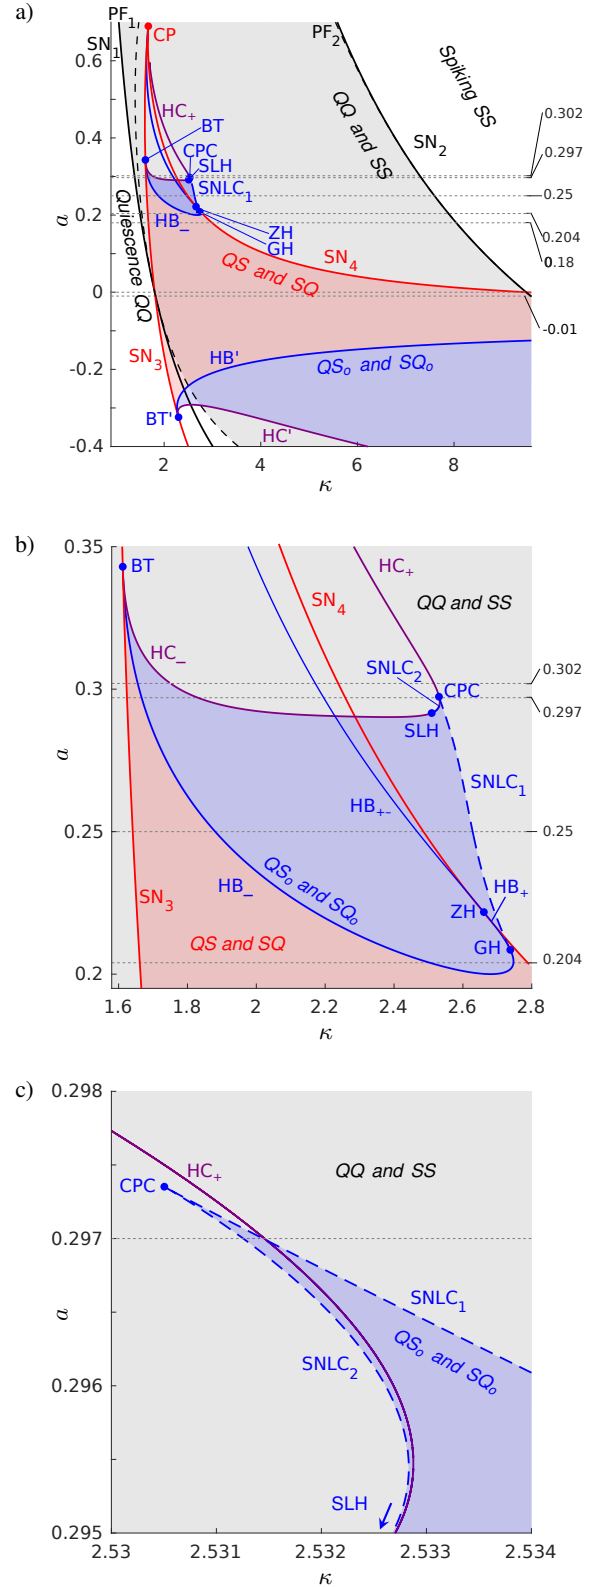 a)
PF1
SN1
CP
PF2
Spiking SS
0.6
HC+
QQ and SS
SN2
0.302
BT
CPC
SLH
0.297
0.4
SNLC1
0.25
a
Quiescence QQ
0.2
HB−
ZH
GH
0.204
SN4
QS and SQ
0.18
0
-0.01
SN3
HB'
QSo and SQo
-0.2
BT'
HC'
-0.4
2
4
6
8
κ
b)
0.35
BT
HC+
SN4
QQ and SS
HC−
SNLC2
0.302
CPC
0.3
0.297
SLH
a
SNLC1
HB+-
0.25
0.25
HB−
QSo and SQo
HB+
SN3
ZH
QS and SQ
GH
0.204
0.2
1.6
1.8
2
2.2
2.4
2.6
2.8
κ
c)
0.298
HC+
QQ and SS
CPC
0.297
a
SNLC1
SNLC2
QSo and SQo
0.296
SLH
0.295
2.53
2.531
2.532
2.533
2.534
κ